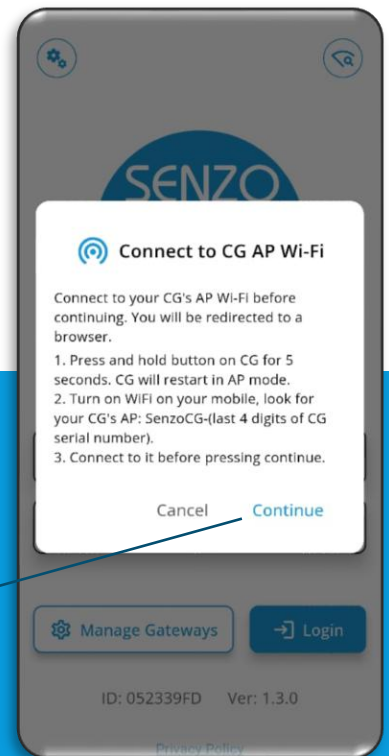 SENZO
Connect to CG AP Wi-Fi
Connect to your CG's AP Wi-Fi before
continuing. You will be redirected to a
browser.
1. Press and hold button on CG for 5
seconds. CG will restart in AP mode.
2. Turn on WiFi on your mobile, look for
your CG's AP: SenzoCG-(last 4 digits of CG
serial number).
3. Connect to it before pressing continue.
Cancel Continue
Manage Gateways Login
ID: 052339FD Ver: 1.3.0
Privacy Policy